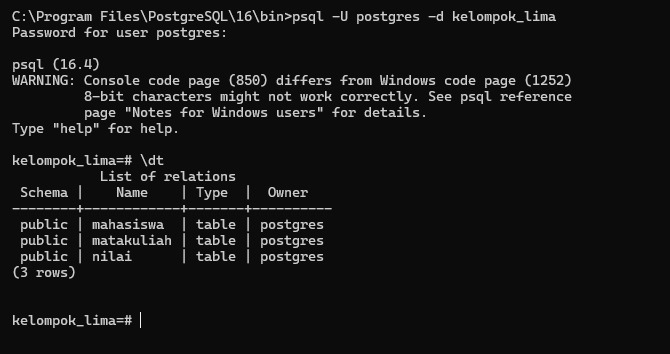 C:\Program Files\PostgreSQL\16\bin>psql -U postgres -d kelompok_lima
Password for user postgres:
psql (16.4)
WARNING: Console code page (850) differs from Windows code page (1252)
         8-bit characters might not work correctly. See psql reference
         page "Notes for Windows users" for details.
Type "help" for help.
kelompok_lima=# \dt
           List of relations
 Schema |    Name    | Type  |  Owner
--------+------------+-------+----------
 public | mahasiswa  | table | postgres
 public | matakuliah | table | postgres
 public | nilai      | table | postgres
(3 rows)
kelompok_lima=#